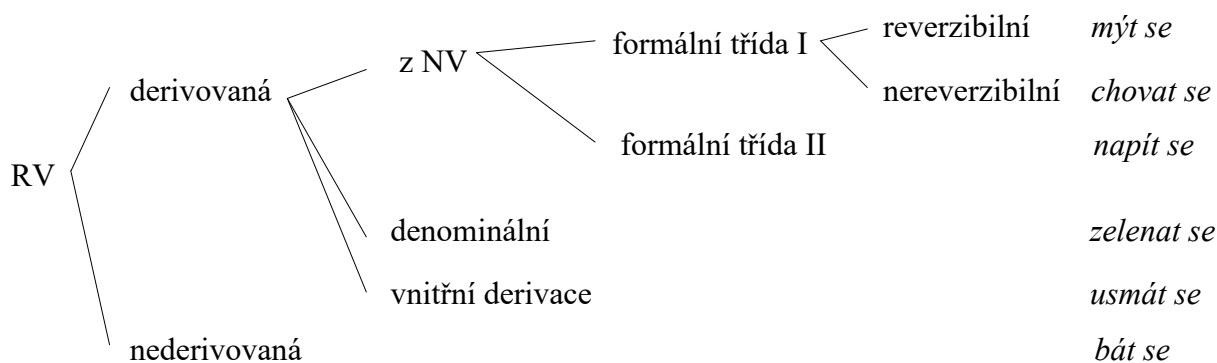 reverzibilní mýt se
formální třída I
z NV
derivovaná nereverzibilní chovat se
formální třída II napít se
RV
denominální zelenat se
vnitřní derivace usmát se
nederivovaná bát se